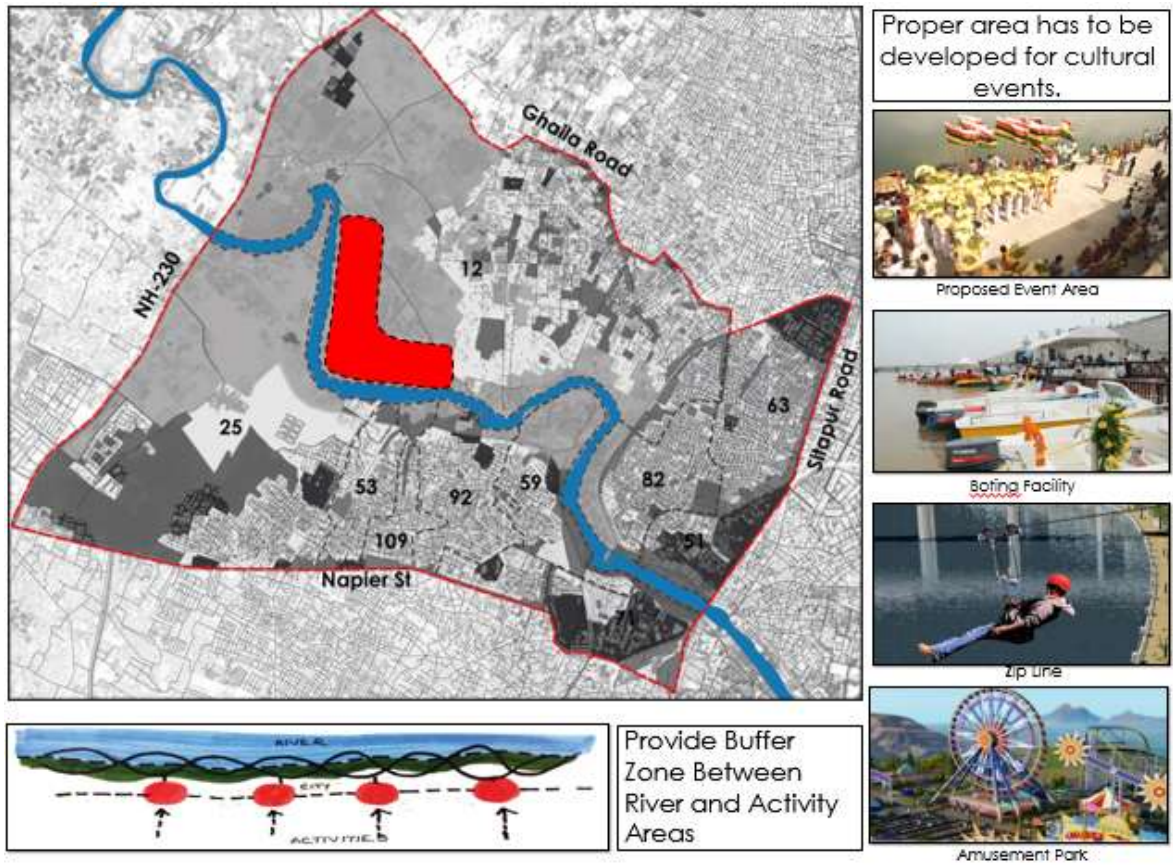 Ghaila Road
NH-230
12
Sitapur Road
63
25
53
92
59
82
109
51
Napier St
71
Proper area has to be
developed for cultural
events.
Proposed Event Area
Boting Facility
Zip Line
Amusement Park
RIVER
CITY
ACTIVITIES
Provide Buffer
Zone Between
River and Activity
Areas